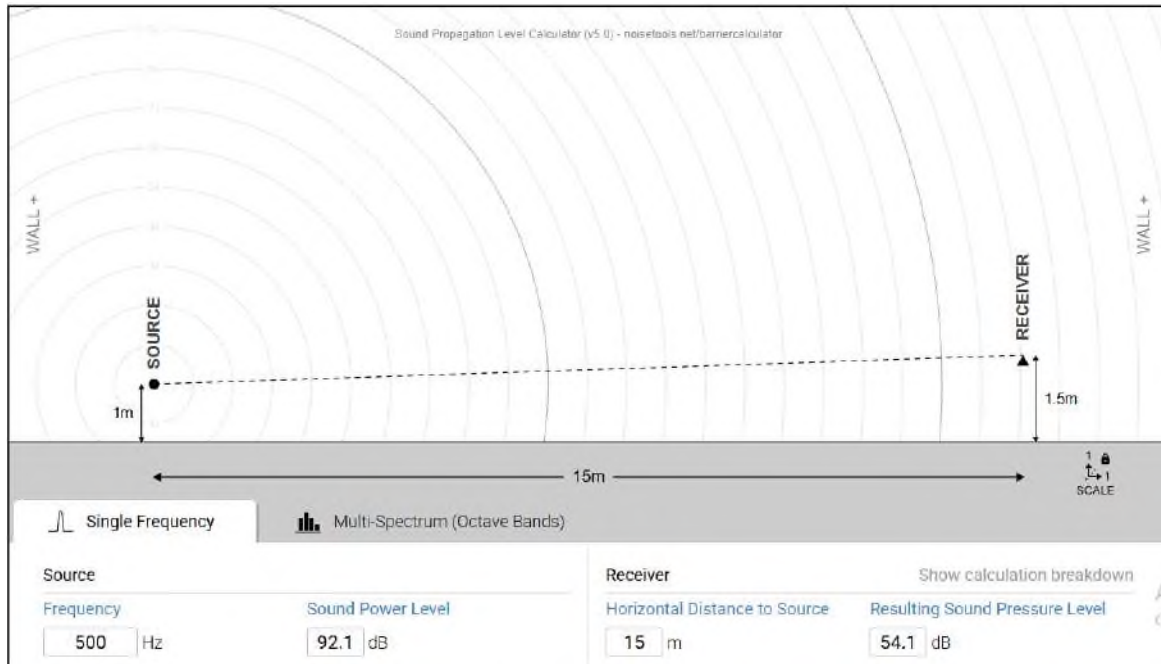 Sound Propagation Level Calculator (v5.0) - noisetools.net/barriercalculator
WALL +
WALL +
SOURCE
RECEIVER
1m
1.5m
15m
1
1
SCALE
Single Frequency
Multi-Spectrum (Octave Bands)
Source
Receiver
Show calculation breakdown
Frequency
Sound Power Level
Horizontal Distance to Source
Resulting Sound Pressure Level
500 Hz
92.1 dB
15 m
54.1 dB